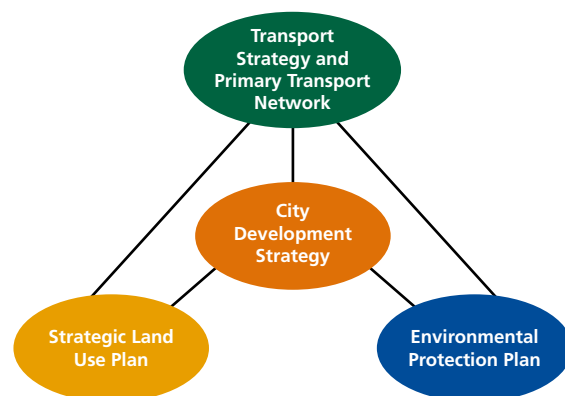 Transport
Strategy and
Primary Transport
Network
City
Development
Strategy
Strategic Land
Use Plan
Environmental
Protection Plan